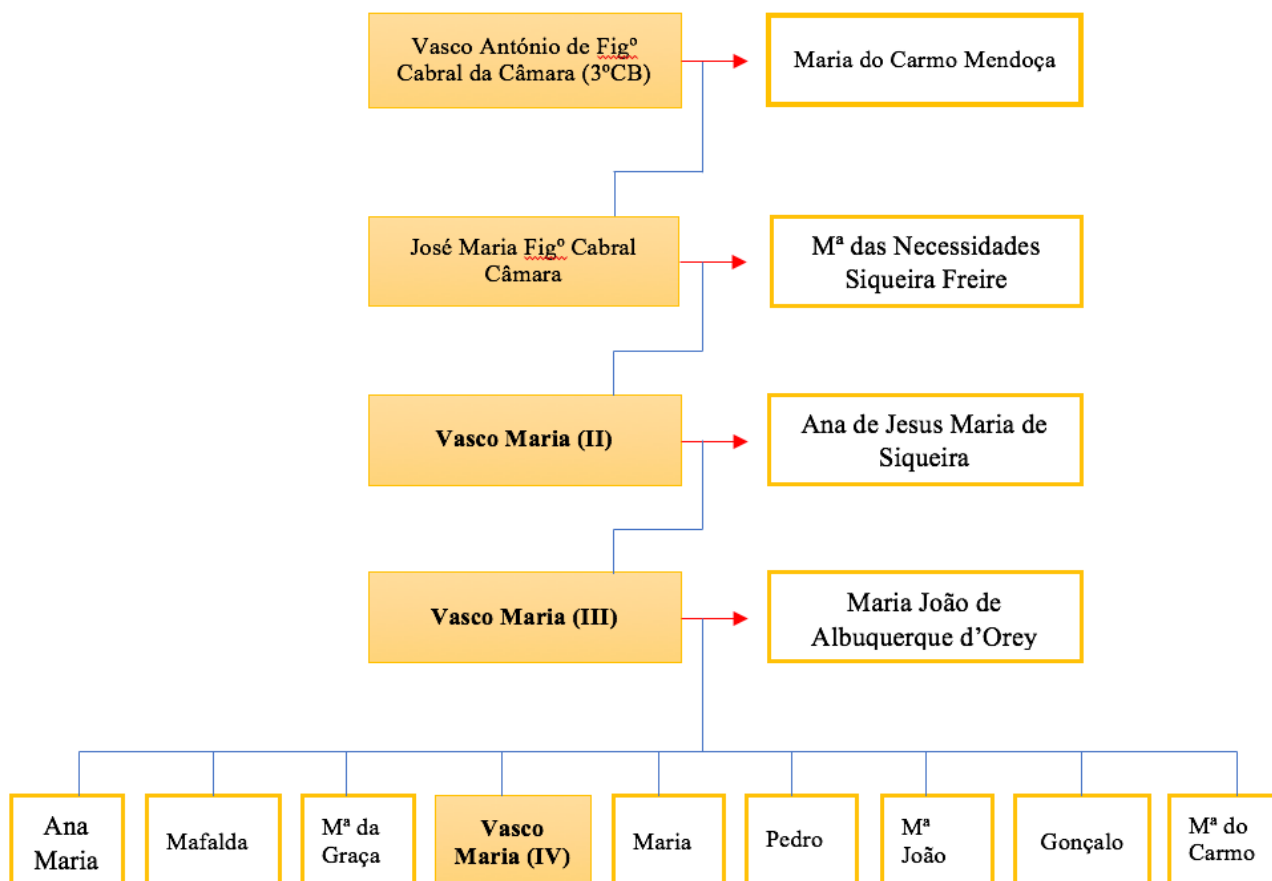 Vasco António de Figº
Cabral da Câmara (3ºCB)
Maria do Carmo Mendoça
José Maria Figº Cabral
Câmara
Mª das Necessidades
Siqueira Freire
Vasco Maria (II)
Ana de Jesus Maria de
Siqueira
Vasco Maria (III)
Maria João de
Albuquerque d’Orey
Ana
Maria
Mafalda
Mª da
Graça
Vasco
Maria (IV)
Maria
Pedro
Mª
João
Gonçalo
Mª do
Carmo